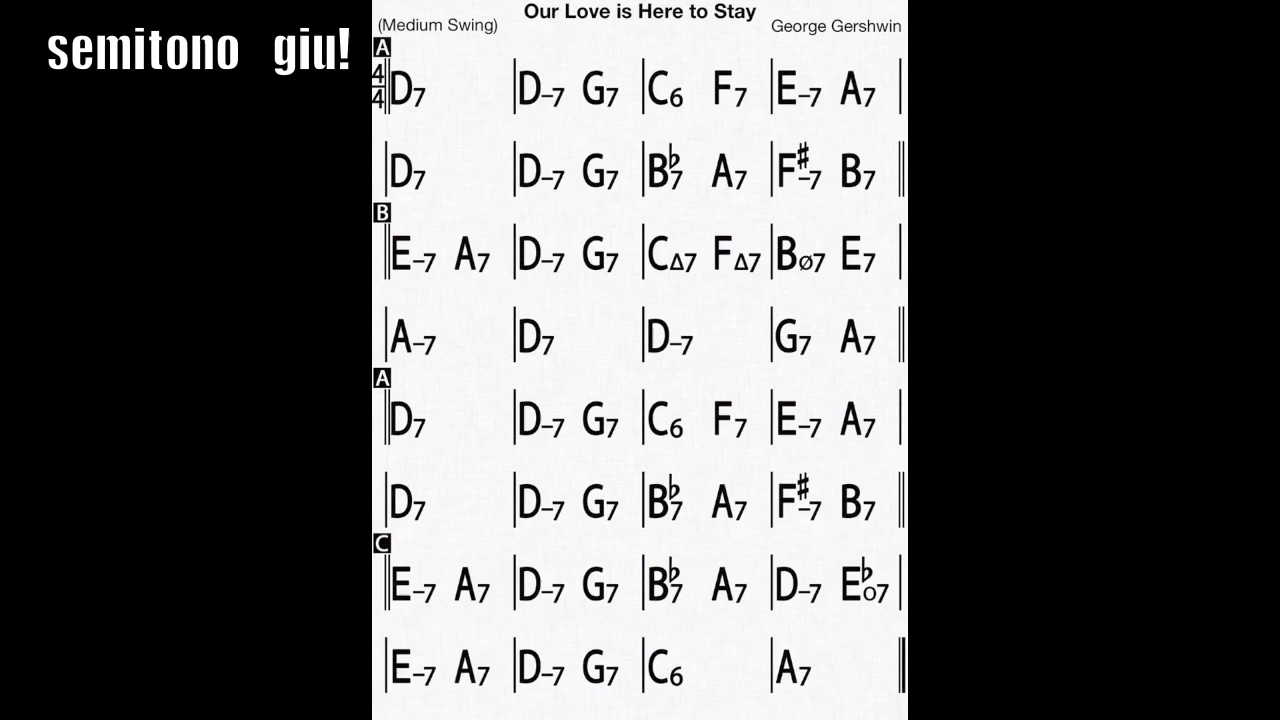 Our Love is Here to Stay
(Medium Swing) George Gershwin
semitono giu!
A
4/4 D7 | D-7 G7 | C6 F7 | E-7 A7
D7 | D-7 G7 | B♭7 A7 | F♯-7 B7
B
E-7 A7 | D-7 G7 | C△7 F△7 | Bø7 E7
A-7 | D7 | D-7 | G7 A7
A
D7 | D-7 G7 | C6 F7 | E-7 A7
D7 | D-7 G7 | B♭7 A7 | F♯-7 B7
C
E-7 A7 | D-7 G7 | B♭7 A7 | D-7 E♭o7
E-7 A7 | D-7 G7 | C6 | A7